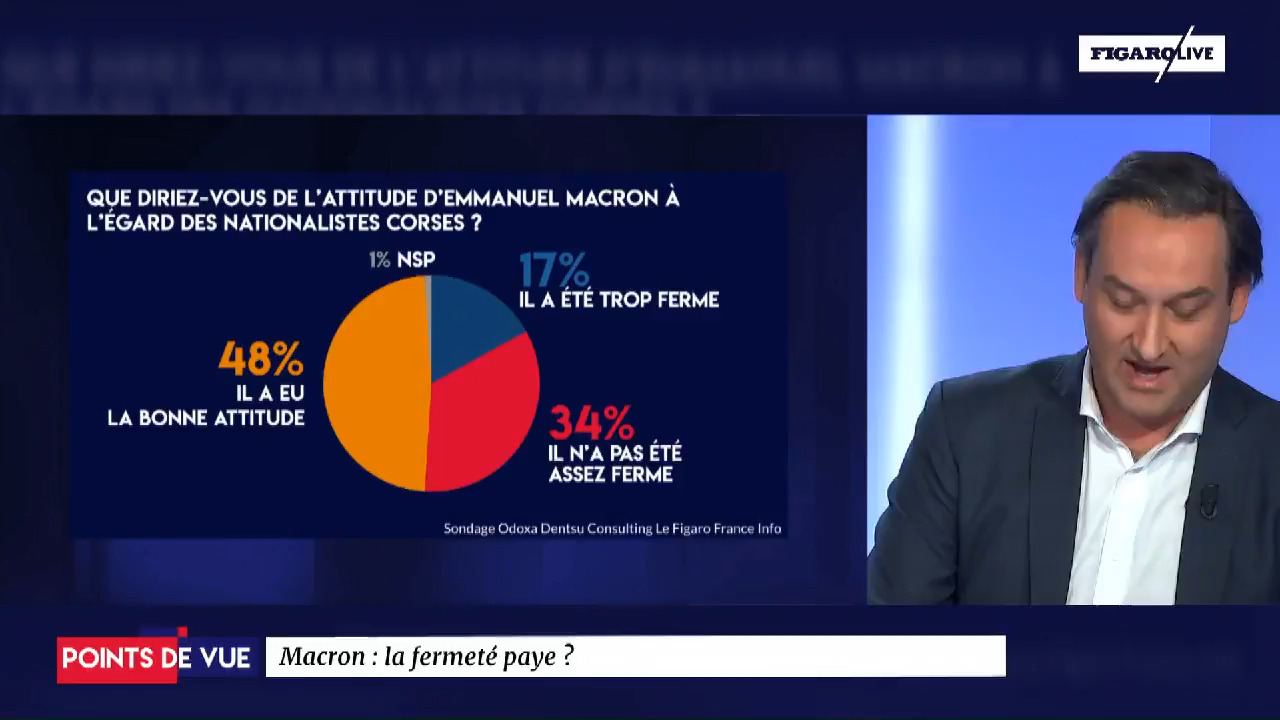 FIGAROLIVE
QUE DIRIEZ-VOUS DE L'ATTITUDE D'EMMANUEL MACRON À
L'ÉGARD DES NATIONALISTES CORSES ?
1% NSP
17%
IL A ÉTÉ TROP FERME
48%
IL A EU
LA BONNE ATTITUDE
34%
IL N'A PAS ÉTÉ
ASSEZ FERME
Sondage Odoxa Dentsu Consulting Le Figaro France Info
POINTS DE VUE
Macron : la fermeté paye ?